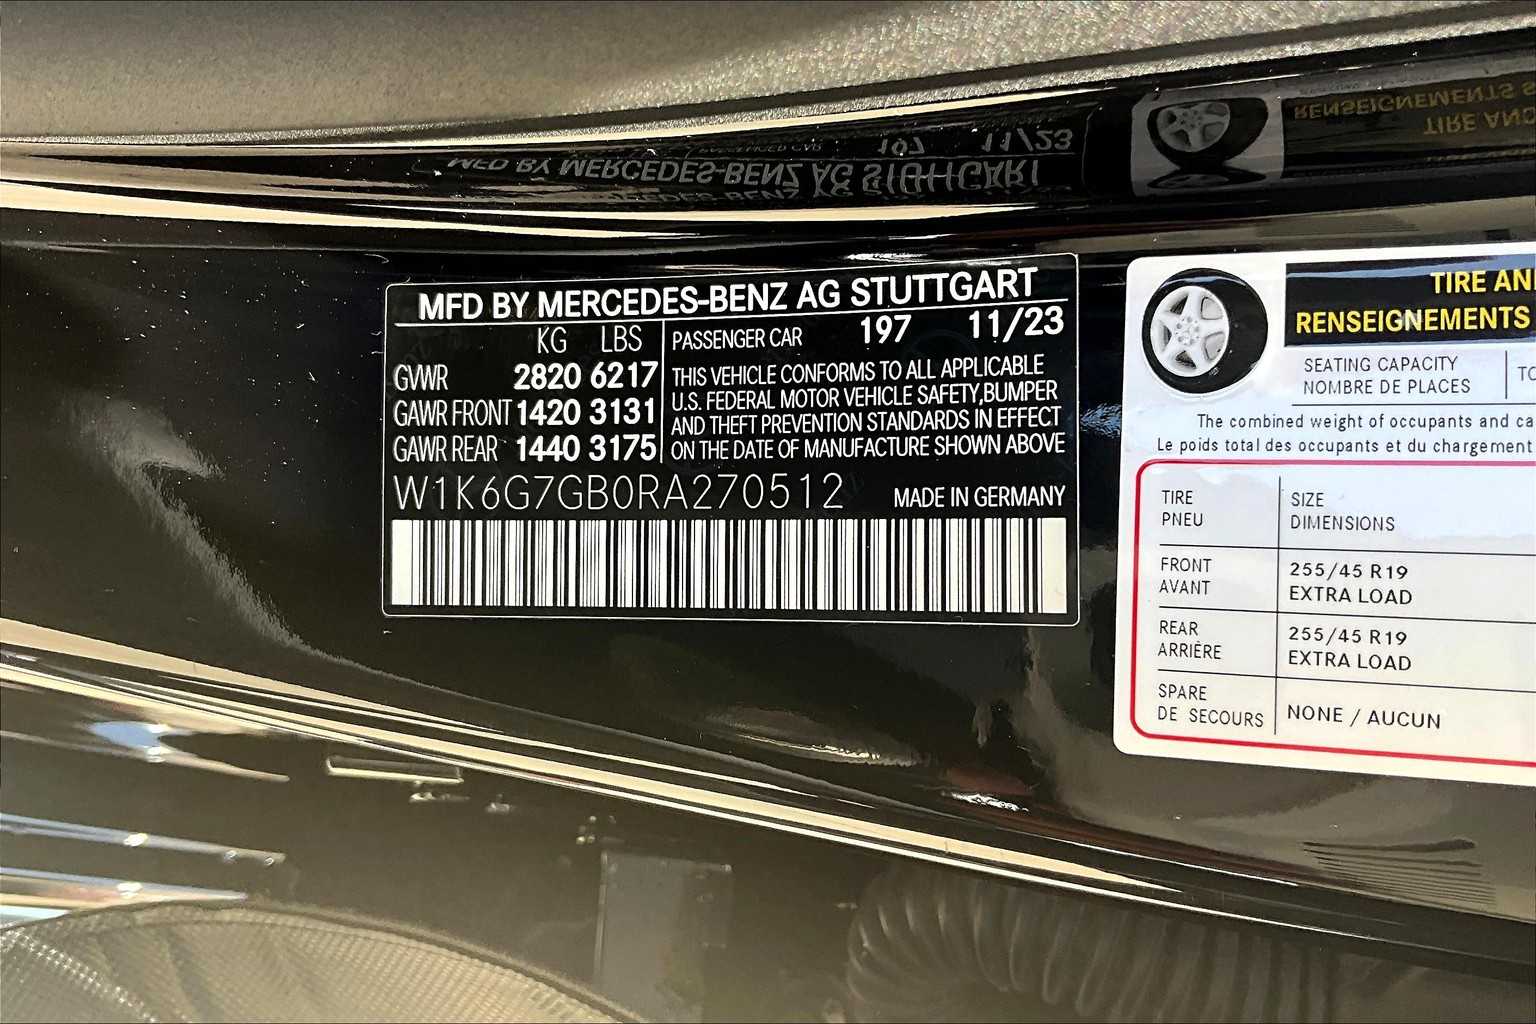 MFD BY MERCEDES-BENZ AG STUTTGART
KG LBS
GVWR 2820 6217
GAWR FRONT 1420 3131
GAWR REAR 1440 3175
PASSENGER CAR 197 11/23
THIS VEHICLE CONFORMS TO ALL APPLICABLE
U.S. FEDERAL MOTOR VEHICLE SAFETY,BUMPER
AND THEFT PREVENTION STANDARDS IN EFFECT
ON THE DATE OF MANUFACTURE SHOWN ABOVE
W1K6G7GB0RA270512 MADE IN GERMANY
TIRE AN
RENSEIGNEMENTS
SEATING CAPACITY
NOMBRE DE PLACES
The combined weight of occupants and ca
Le poids total des occupants et du chargement
TIRE SIZE
PNEU DIMENSIONS
FRONT 255/45 R19
AVANT EXTRA LOAD
REAR 255/45 R19
ARRIÈRE EXTRA LOAD
SPARE
DE SECOURS NONE / AUCUN